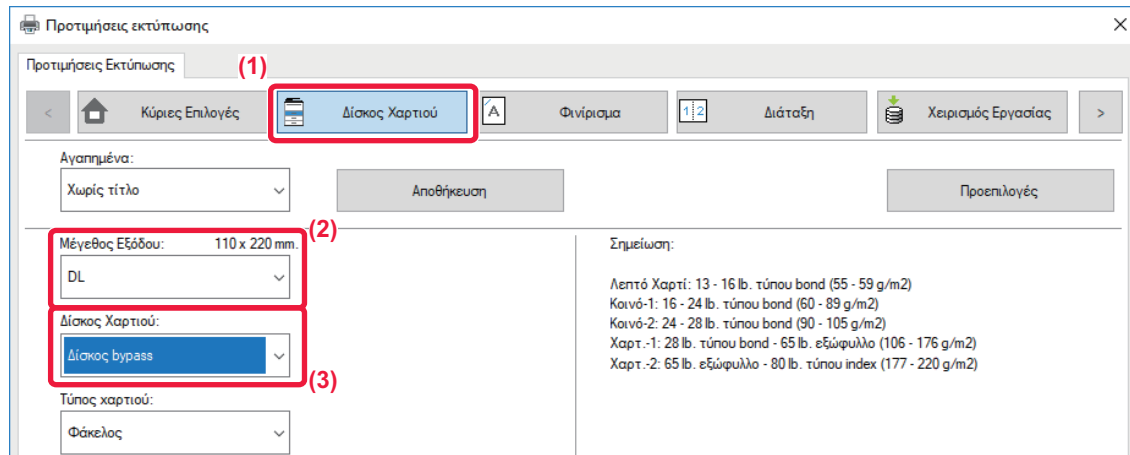 Προτιμήσεις εκτύπωσης
Προτιμήσεις Εκτύπωσης
(1)
<
Κύριες Επιλογές
Δίσκος Χαρτιού
A
Φινίρισμα
1 2
Διάταξη
Χειρισμός Εργασίας
>
Αγαπημένα:
Χωρίς τίτλο
Αποθήκευση
Προεπιλογές
(2)
Μέγεθος Εξόδου: 110 x 220 mm.
DL
Δίσκος Χαρτιού:
Δίσκος bypass
(3)
Τύπος χαρτιού:
Φάκελος
Σημείωση:
Λεπτό Χαρτί: 13 - 16 lb. τύπου bond (55 - 59 g/m2)
Κοινό-1: 16 - 24 lb. τύπου bond (60 - 89 g/m2)
Κοινό-2: 24 - 28 lb. τύπου bond (90 - 105 g/m2)
Χαρτ.-1: 28 lb. τύπου bond - 65 lb. εξώφυλλο (106 - 176 g/m2)
Χαρτ.-2: 65 lb. εξώφυλλο - 80 lb. τύπου index (177 - 220 g/m2)